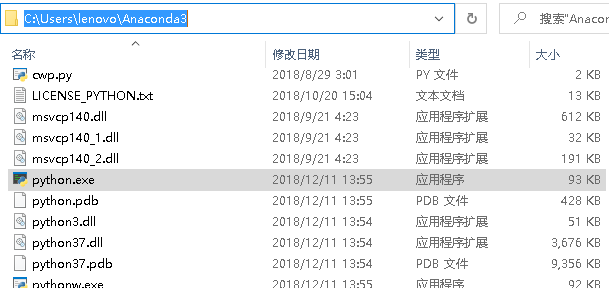 C:\Users\lenovo\Anaconda3 搜索"Anacon
名称 修改日期 类型 大小
cwp.py 2018/8/29 3:01 PY 文件 2 KB
LICENSE_PYTHON.txt 2018/10/20 15:04 文本文档 13 KB
msvcp140.dll 2018/9/21 4:23 应用程序扩展 612 KB
msvcp140_1.dll 2018/9/21 4:23 应用程序扩展 32 KB
msvcp140_2.dll 2018/9/21 4:23 应用程序扩展 191 KB
python.exe 2018/12/11 13:55 应用程序 93 KB
python.pdb 2018/12/11 13:55 PDB 文件 428 KB
python3.dll 2018/12/11 13:54 应用程序扩展 51 KB
python37.dll 2018/12/11 13:54 应用程序扩展 3,676 KB
python37.pdb 2018/12/11 13:54 PDB 文件 9,356 KB
pythonw.exe 2018/12/11 13:55 应用程序 92 KB